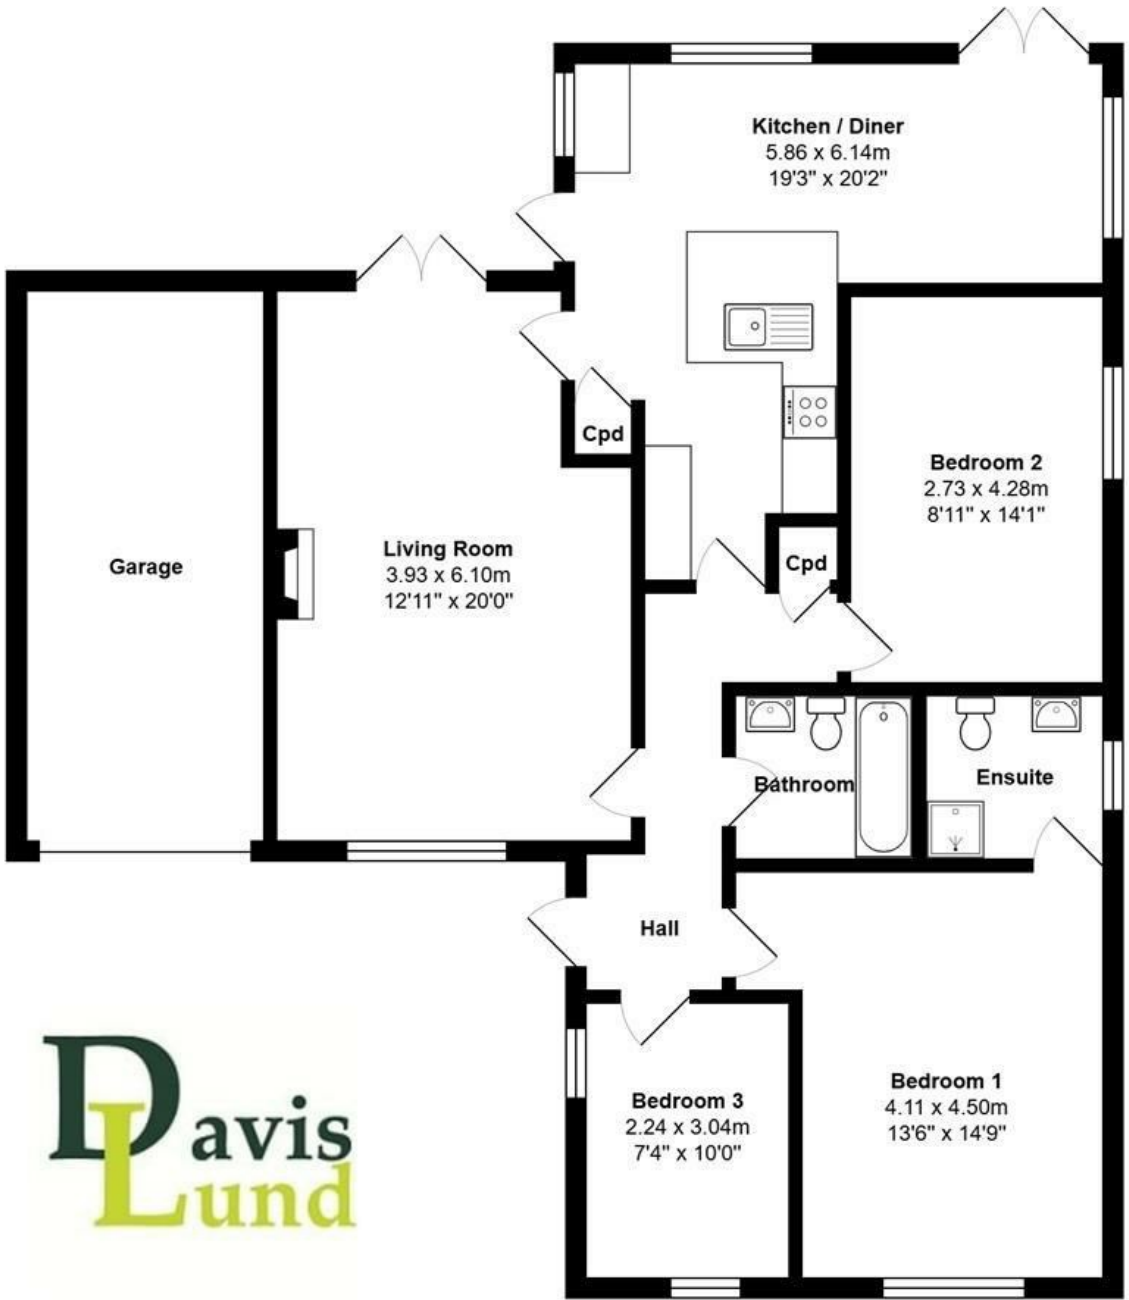 Kitchen / Diner
5.86 x 6.14m
19'3" x 20'2"
Cpd
Bedroom 2
2.73 x 4.28m
8'11" x 14'1"
Living Room
3.93 x 6.10m
12'11" x 20'0"
Garage
Cpd
Bathroom
Ensuite
Hall
Bedroom 1
4.11 x 4.50m
13'6" x 14'9"
Bedroom 3
2.24 x 3.04m
7'4" x 10'0"
Davis
Lund